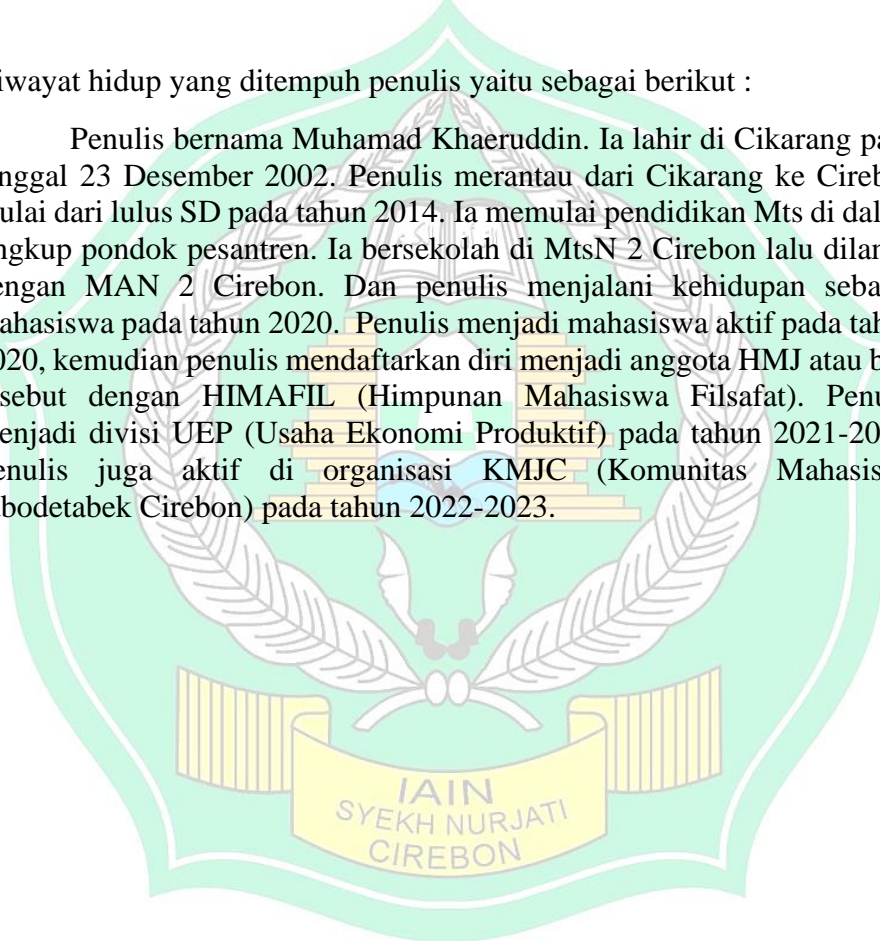 iwayat hidup yang ditempuh penulis yaitu sebagai berikut :
Penulis bernama Muhamad Khaeruddin. Ia lahir di Cikarang pa
nggal 23 Desember 2002. Penulis merantau dari Cikarang ke Cireb
ulai dari lulus SD pada tahun 2014. Ia memulai pendidikan Mts di dal
ngkup pondok pesantren. Ia bersekolah di MtsN 2 Cirebon lalu dilan
engan MAN 2 Cirebon. Dan penulis menjalani kehidupan seba
ahasiswa pada tahun 2020. Penulis menjadi mahasiswa aktif pada tah
020, kemudian penulis mendaftarkan diri menjadi anggota HMJ atau b
sebut dengan HIMAFIL (Himpunan Mahasiswa Filsafat). Penu
enjadi divisi UEP (Usaha Ekonomi Produktif) pada tahun 2021-20
enulis juga aktif di organisasi KMJC (Komunitas Mahasis
bodetabek Cirebon) pada tahun 2022-2023.
IAIN
SYEKH NURJATI
CIREBON